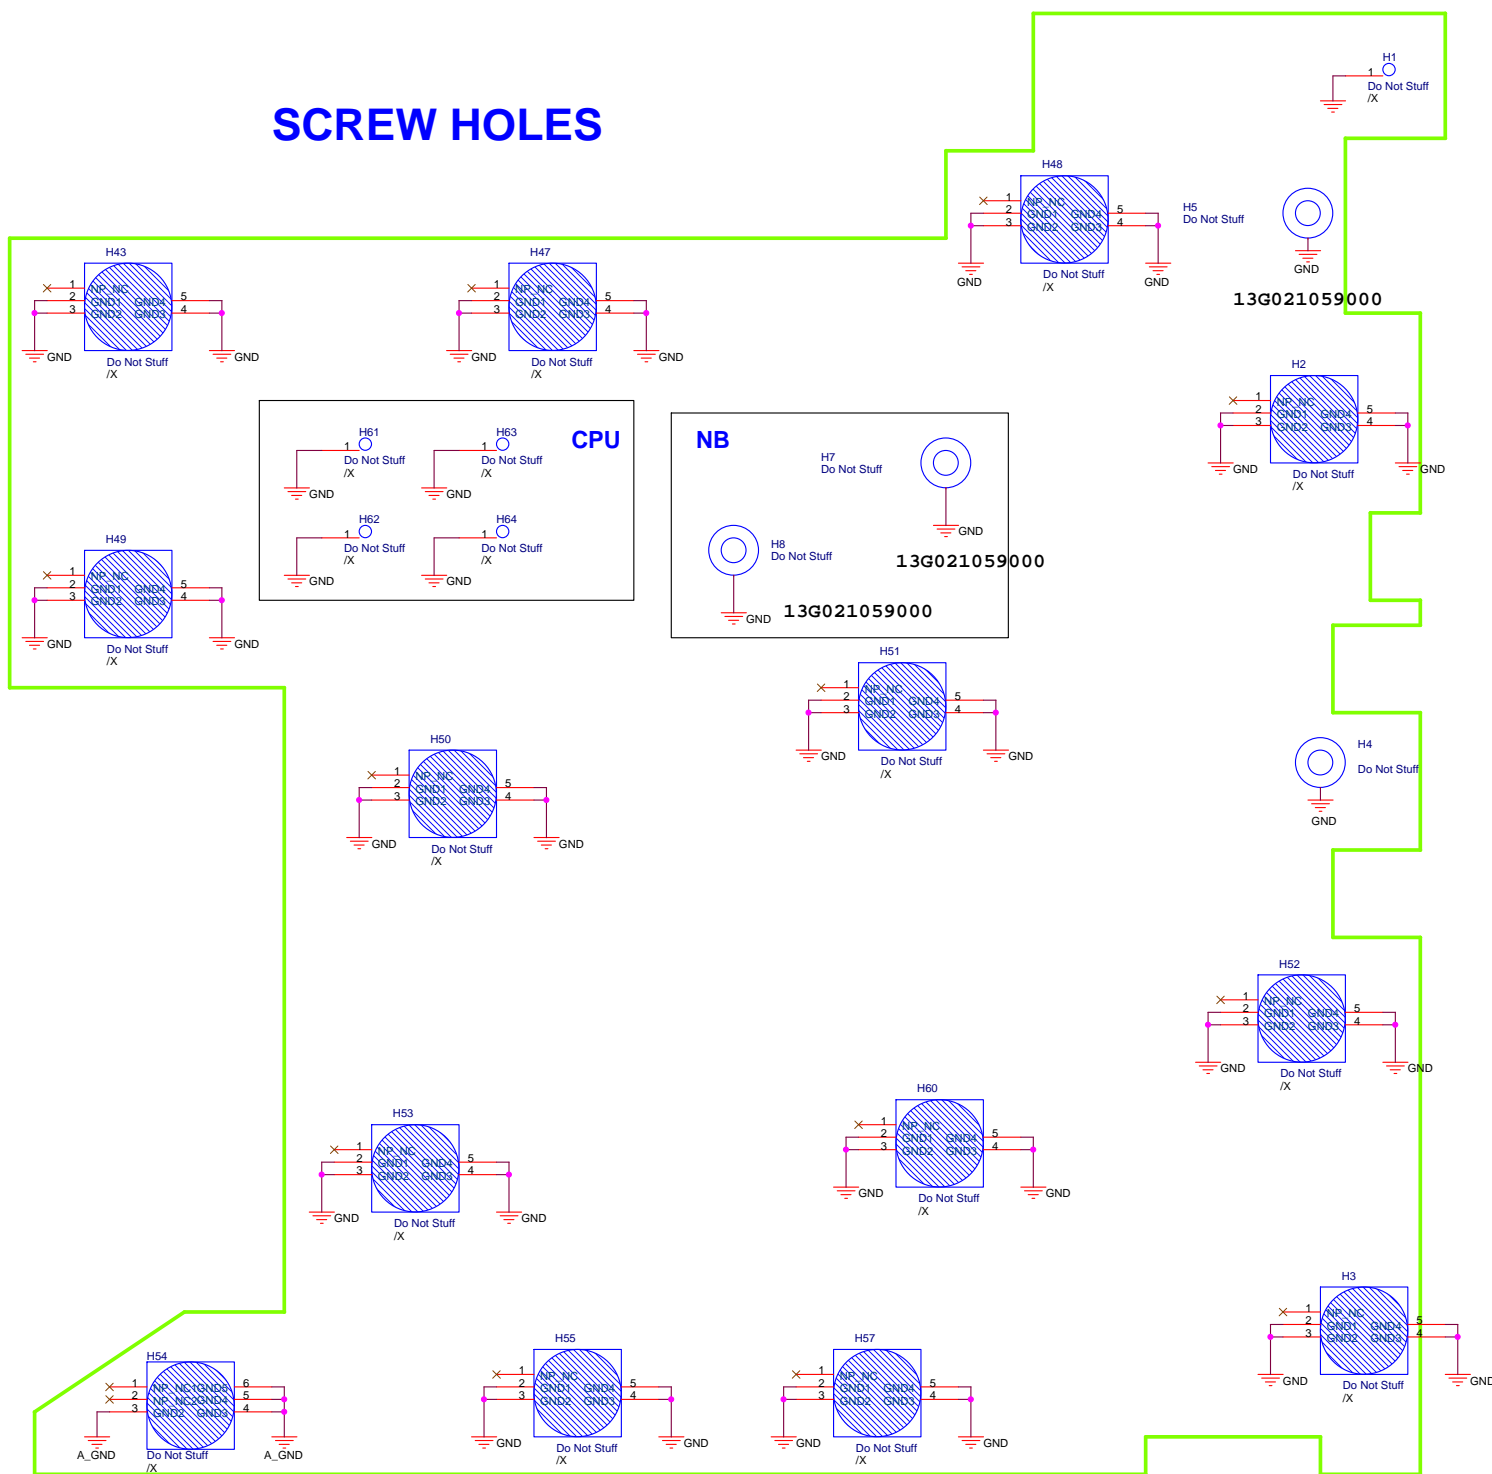 SCREW HOLES
H1
1
Do Not Stuff
/X
H48
1 NP_NC
2 GND1 GND4 5
3 GND2 GND3 4
GND GND
Do Not Stuff
/X
H5
Do Not Stuff
GND
13G021059000
H43
1 NP_NC
2 GND1 GND4 5
3 GND2 GND3 4
GND GND
Do Not Stuff
/X
H47
1 NP_NC
2 GND1 GND4 5
3 GND2 GND3 4
GND GND
Do Not Stuff
/X
H2
1 NP_NC
2 GND1 GND4 5
3 GND2 GND3 4
GND GND
Do Not Stuff
/X
CPU
H61
1
Do Not Stuff
/X
GND
H63
1
Do Not Stuff
/X
GND
H62
1
Do Not Stuff
/X
GND
H64
1
Do Not Stuff
/X
GND
NB
H7
Do Not Stuff
GND
13G021059000
H8
Do Not Stuff
GND
13G021059000
H49
1 NP_NC
2 GND1 GND4 5
3 GND2 GND3 4
GND GND
Do Not Stuff
/X
H51
1 NP_NC
2 GND1 GND4 5
3 GND2 GND3 4
GND GND
Do Not Stuff
/X
H50
1 NP_NC
2 GND1 GND4 5
3 GND2 GND3 4
GND GND
Do Not Stuff
/X
H4
Do Not Stuff
GND
H52
1 NP_NC
2 GND1 GND4 5
3 GND2 GND3 4
GND GND
Do Not Stuff
/X
H60
1 NP_NC
2 GND1 GND4 5
3 GND2 GND3 4
GND GND
Do Not Stuff
/X
H53
1 NP_NC
2 GND1 GND4 5
3 GND2 GND3 4
GND GND
Do Not Stuff
/X
H3
1 NP_NC
2 GND1 GND4 5
3 GND2 GND3 4
GND GND
Do Not Stuff
/X
H54
1 NP_NC1 GND5 6
2 NP_NC2 GND4 5
3 GND2 GND3 4
A_GND A_GND
Do Not Stuff
/X
H55
1 NP_NC
2 GND1 GND4 5
3 GND2 GND3 4
GND GND
Do Not Stuff
/X
H57
1 NP_NC
2 GND1 GND4 5
3 GND2 GND3 4
GND GND
Do Not Stuff
/X